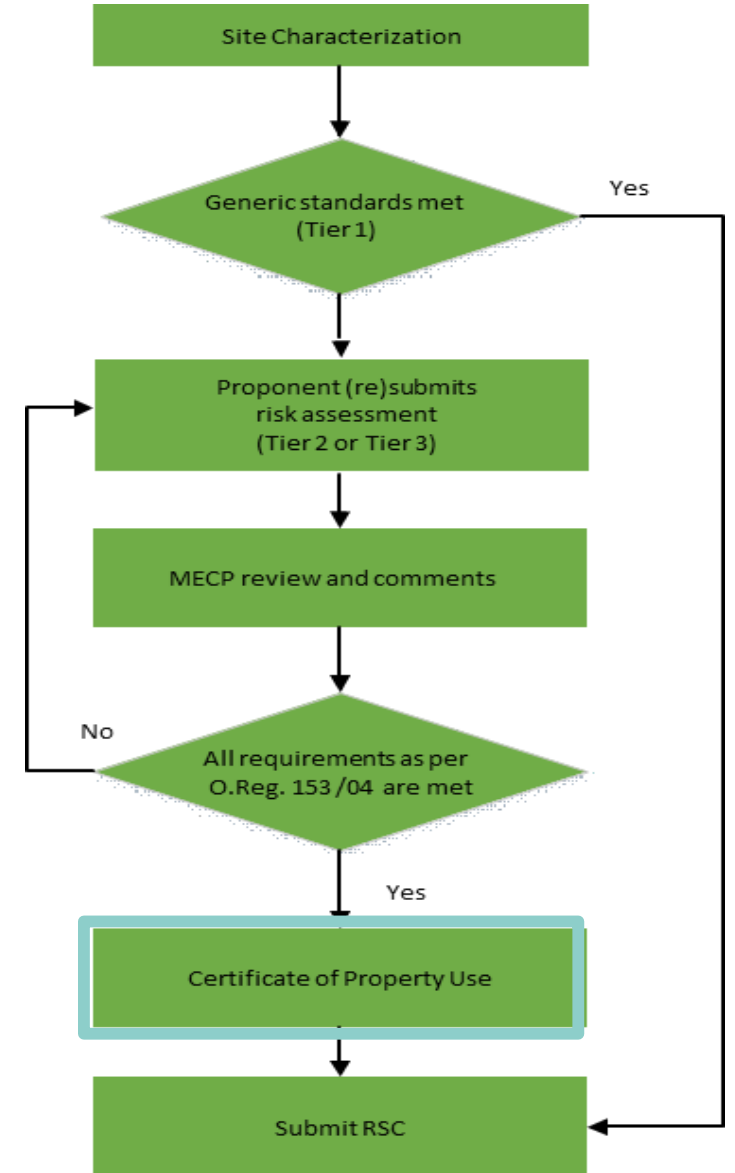 Site Characterization
Generic standards met
(Tier 1)
Yes
Proponent (re)submits
risk assessment
(Tier 2 or Tier 3)
MECP review and comments
No
All requirements as per
O.Reg. 153/04 are met
Yes
Certificate of Property Use
Submit RSC